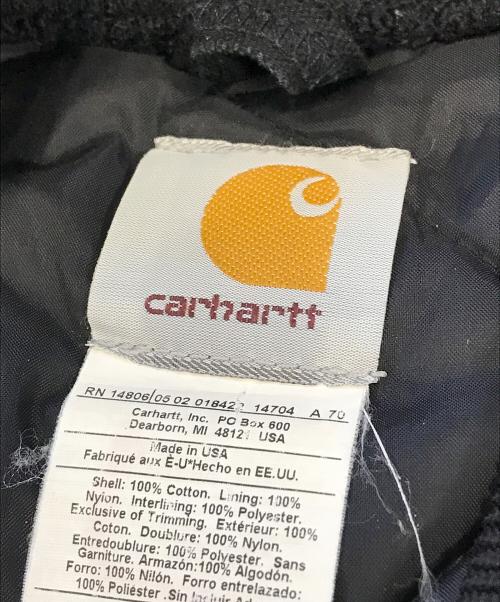 carhartt
RN 14806/05 02 018422 14704 A 70
Carhartt, Inc. PO Box 600
Dearborn, MI 48121 USA
Made in USA
Fabriqué aux É-U*Hecho en EE.UU.
Shell: 100% Cotton. Lining: 100%
Nylon. Interlining: 100% Polyester.
Exclusive of Trimming. Extérieur: 100%
Coton. Doublure: 100% Nylon.
Entredoublure: 100% Polyester. Sans
Garniture. Armazón: 100% Algodón.
Forro: 100% Nilón. Forro entrelazado:
100% Poliéster. Sin